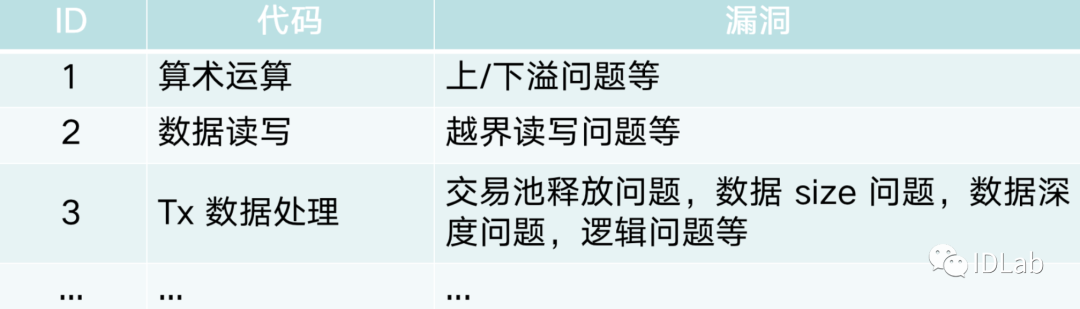 ID 代码 漏洞
1 算术运算 上/下溢问题等
2 数据读写 越界读写问题等
3 Tx 数据处理 交易池释放问题，数据 size 问题，数据深
度问题，逻辑问题等
... ... ...
IDLab